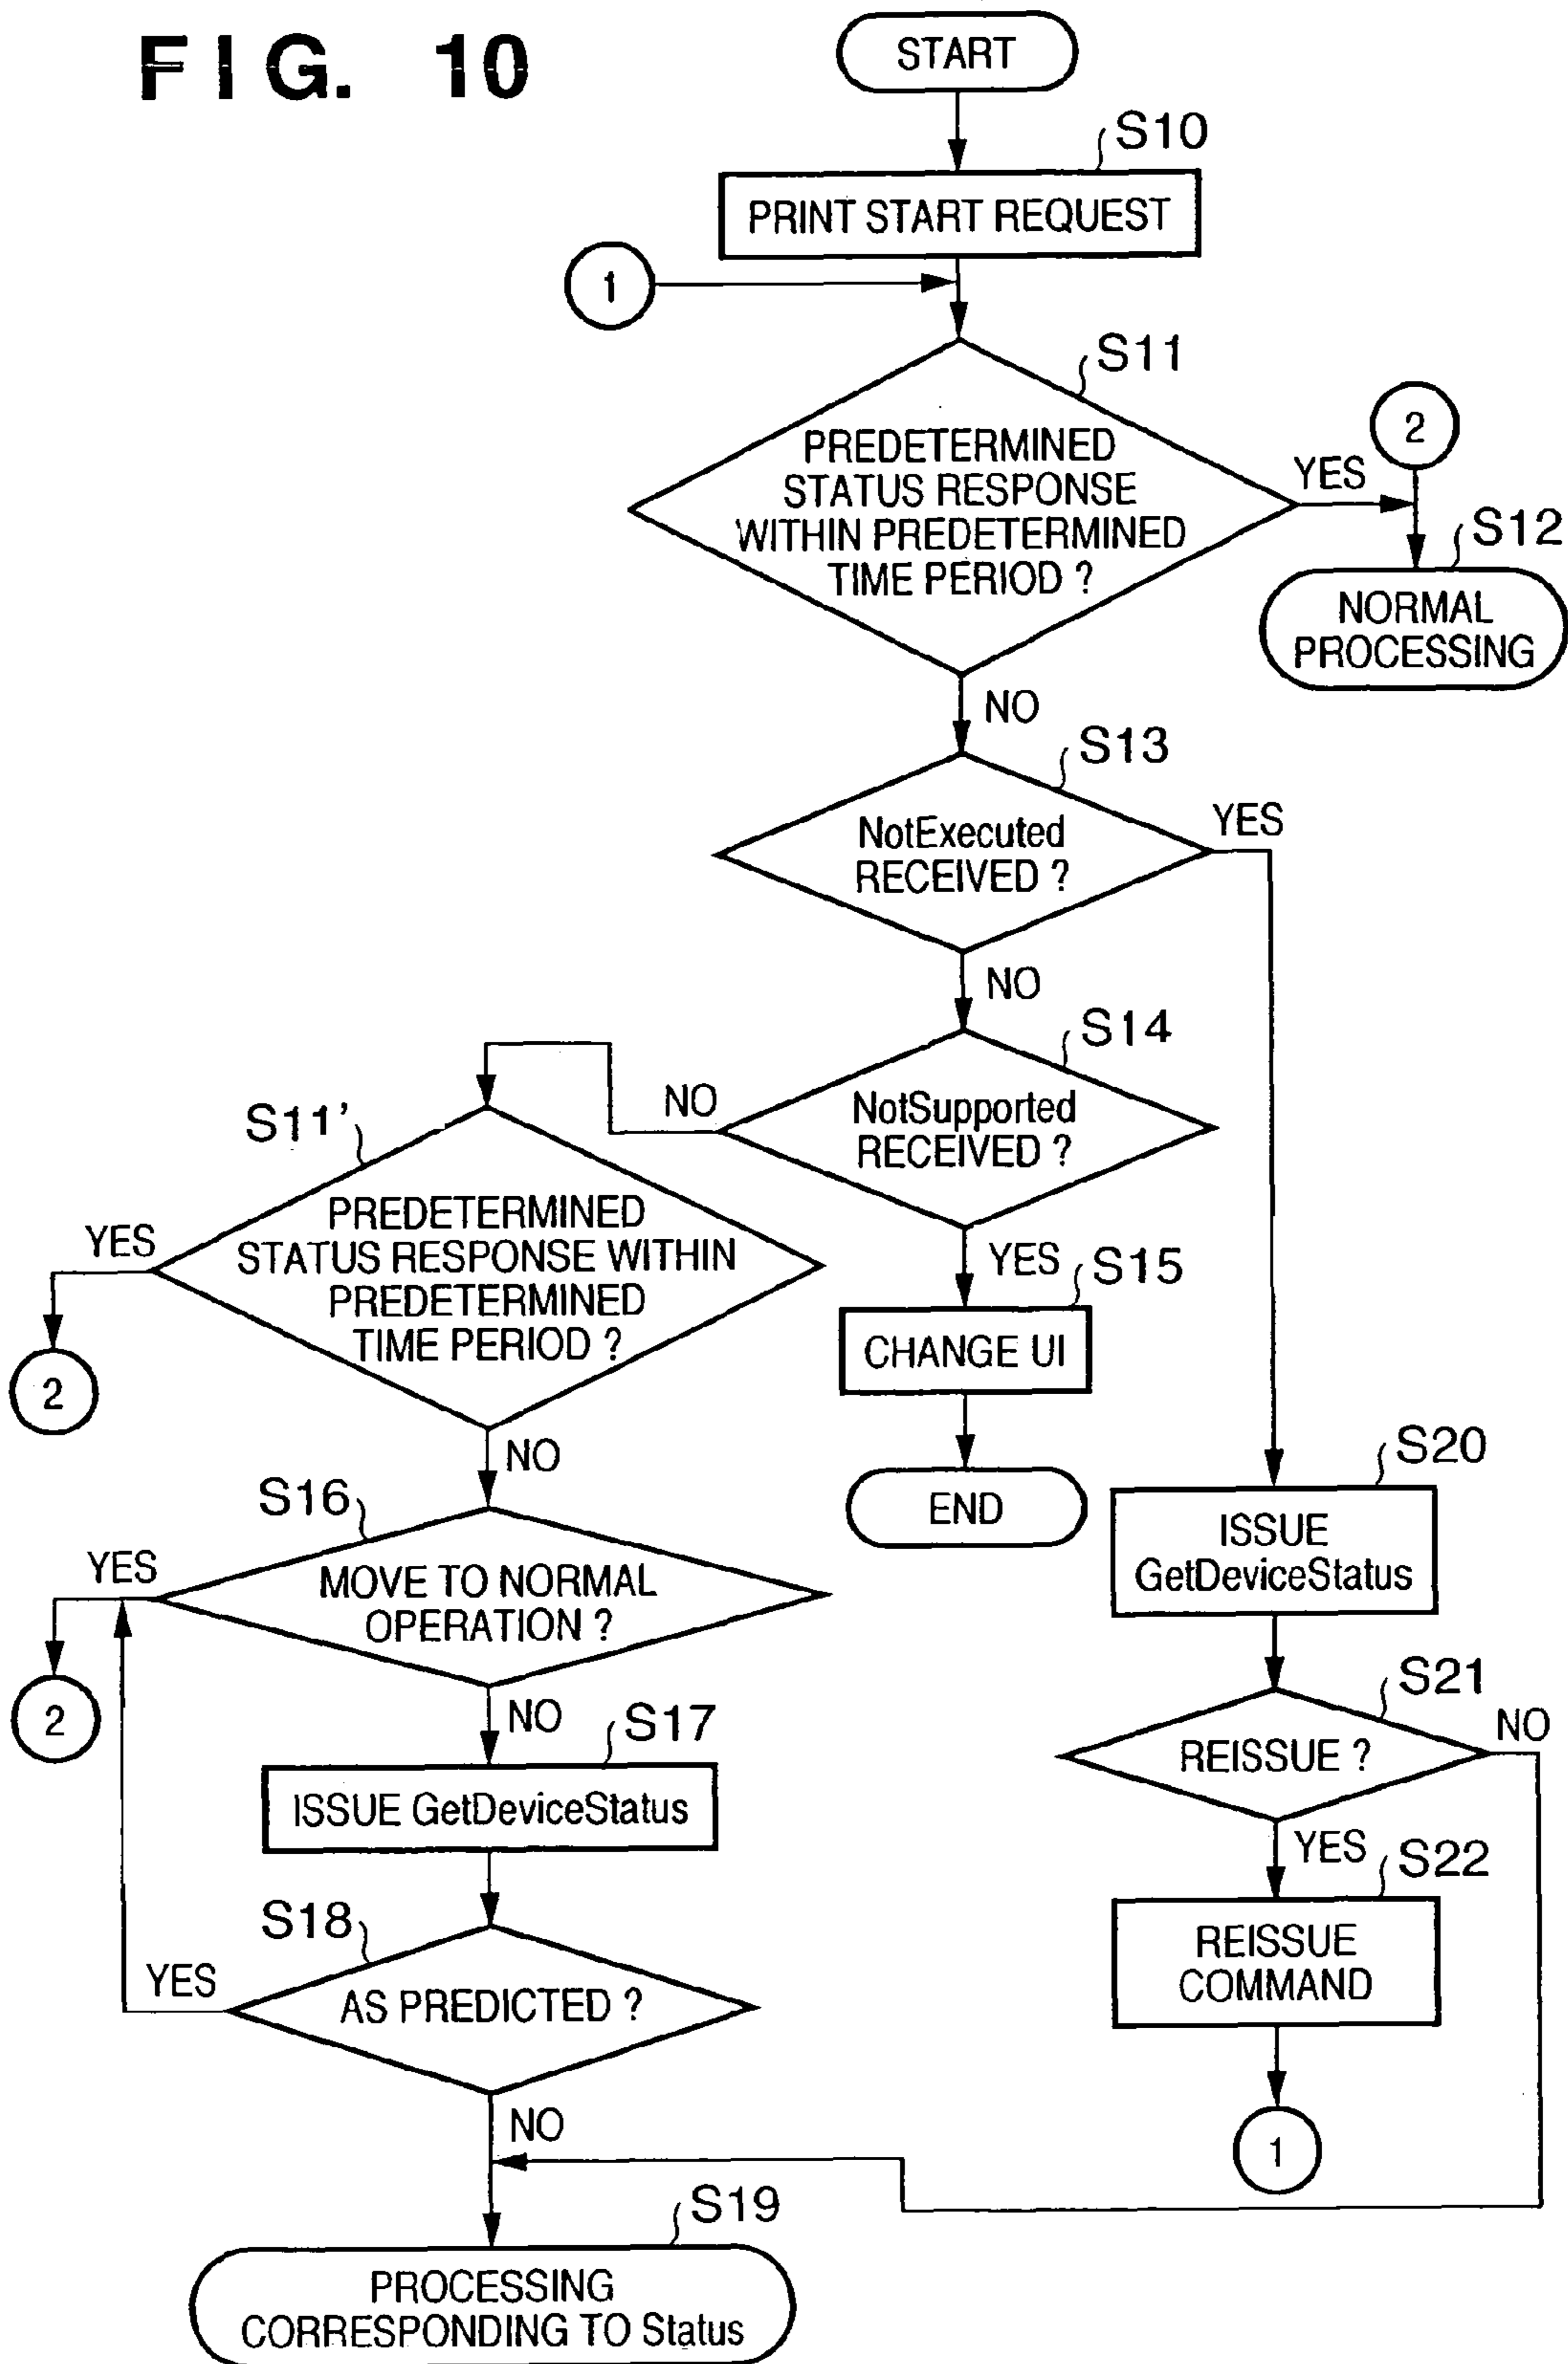 FIG. 10
START
S10
PRINT START REQUEST
1
S11
PREDETERMINED
STATUS RESPONSE
WITHIN PREDETERMINED
TIME PERIOD ?
YES
2
S12
NORMAL
PROCESSING
NO
S13
NotExecuted
RECEIVED ?
YES
NO
S14
NotSupported
RECEIVED ?
NO
S11'
PREDETERMINED
STATUS RESPONSE WITHIN
PREDETERMINED
TIME PERIOD ?
YES
2
YES
S15
CHANGE UI
END
NO
S16
MOVE TO NORMAL
OPERATION ?
YES
2
NO
S17
ISSUE GetDeviceStatus
S18
AS PREDICTED ?
YES
NO
S20
ISSUE
GetDeviceStatus
S21
REISSUE ?
NO
YES
S22
REISSUE
COMMAND
1
S19
PROCESSING
CORRESPONDING TO Status